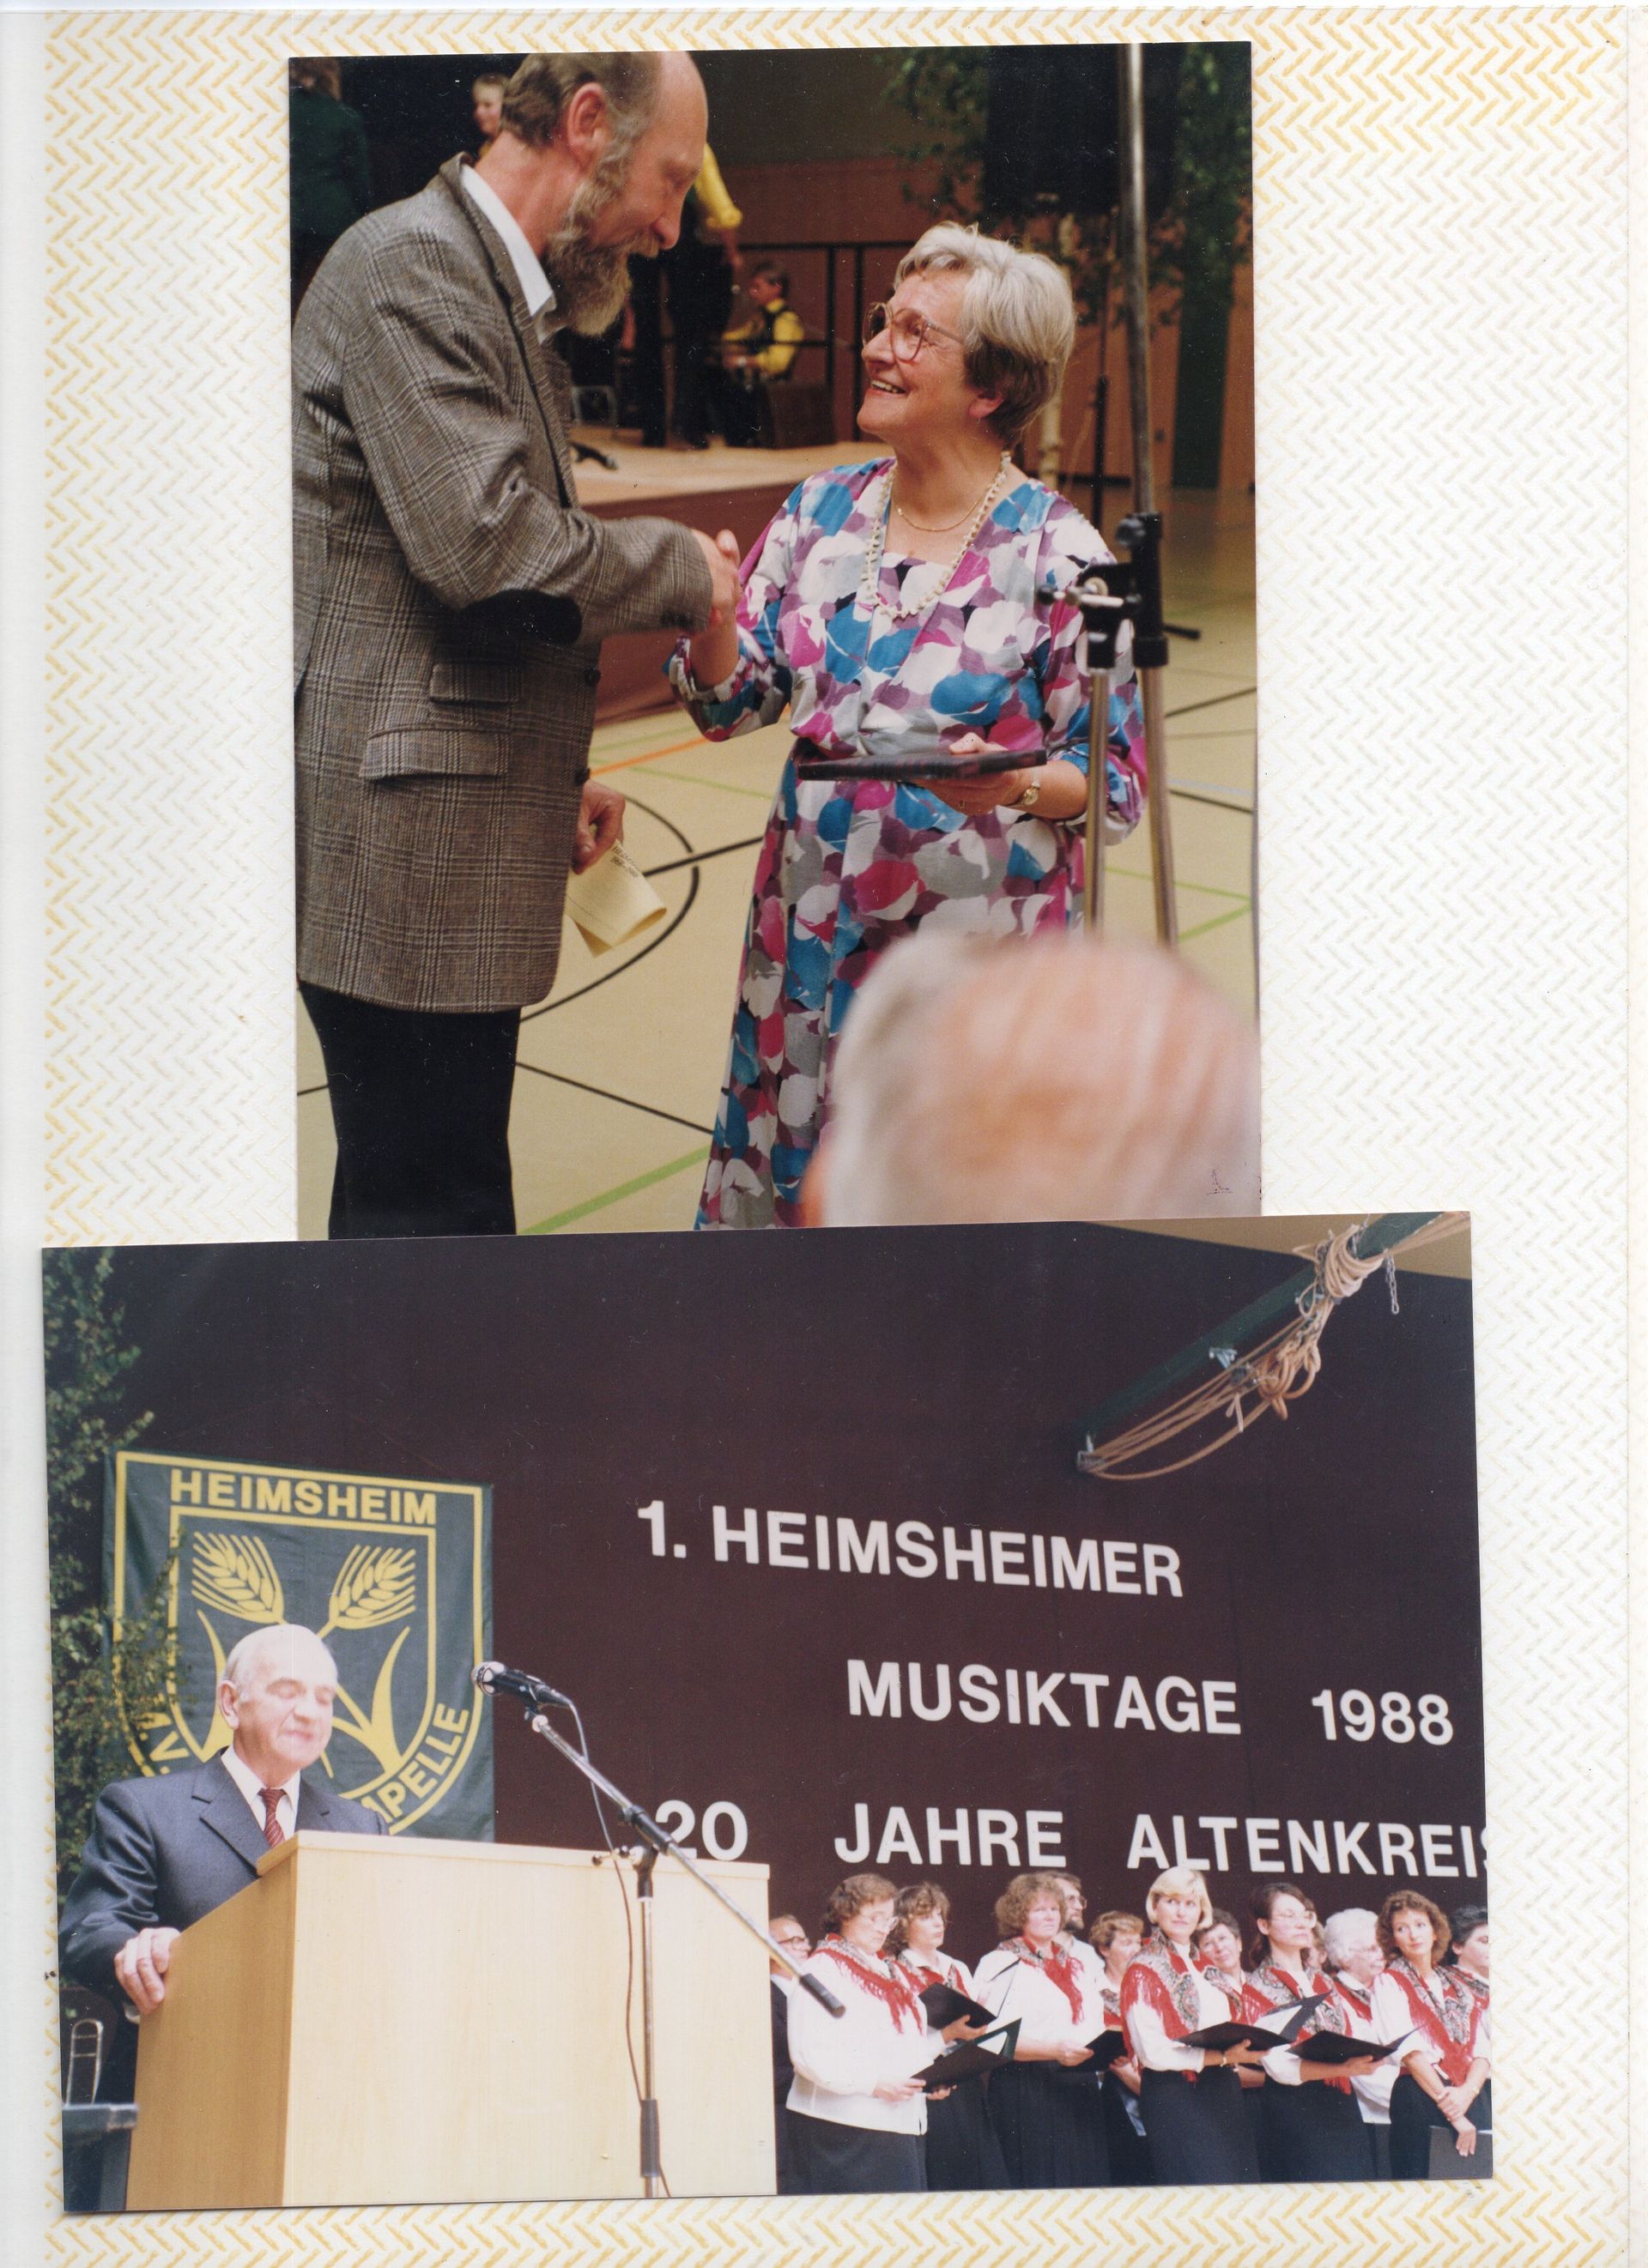 HEIMSHEIM
1. HEIMSHEIMER
MUSIKTAGE 1988
20 JAHRE ALTENKREIS